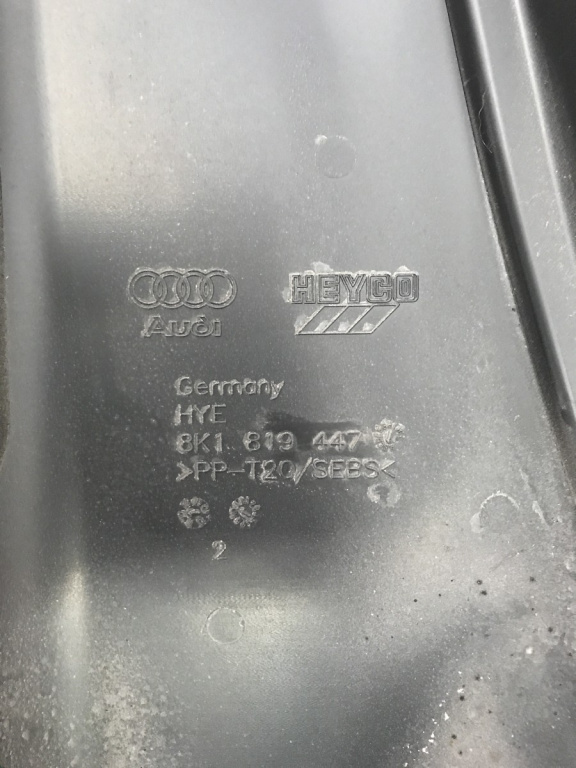 Audi
HEYCO
Germany
HYE
8K1 819 447
>PP-T20/SEBS<
2